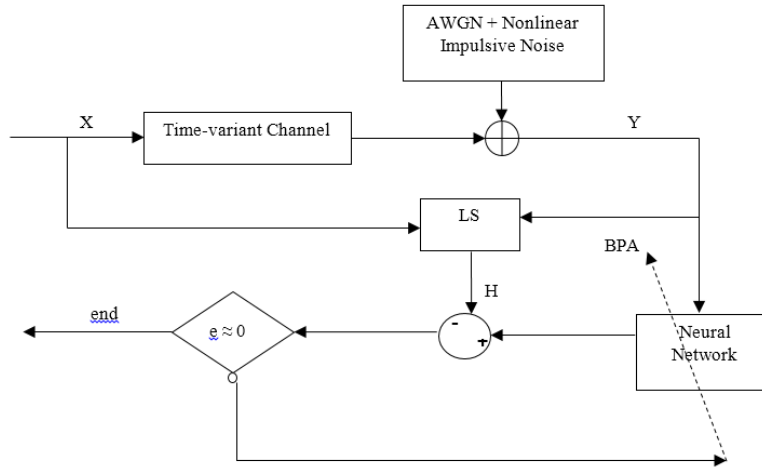 AWGN + Nonlinear
Impulsive Noise
X
Time-variant Channel
Y
LS
BPA
H
-
+
Neural
Network
end
e ≈ 0